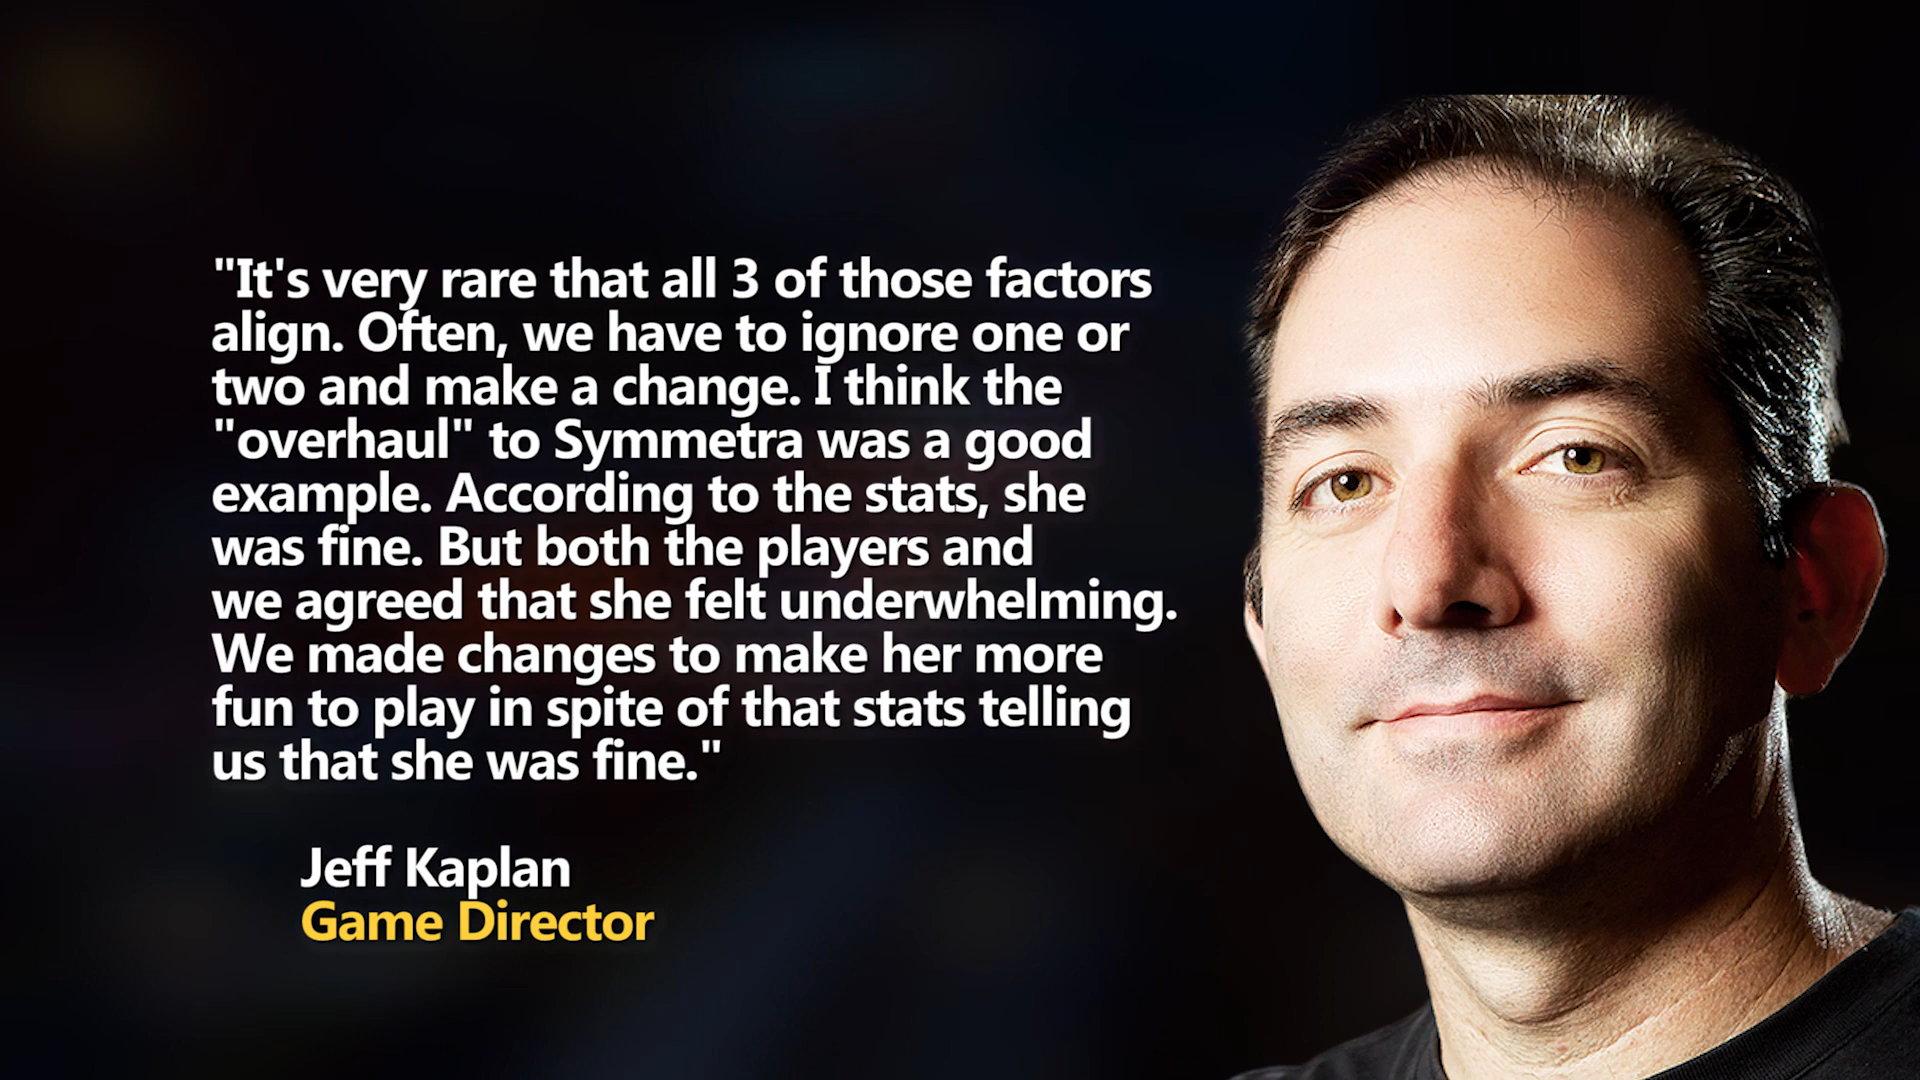 "It's very rare that all 3 of those factors
align. Often, we have to ignore one or
two and make a change. I think the
"overhaul" to Symmetra was a good
example. According to the stats, she
was fine. But both the players and
we agreed that she felt underwhelming.
We made changes to make her more
fun to play in spite of that stats telling
us that she was fine."
Jeff Kaplan
Game Director